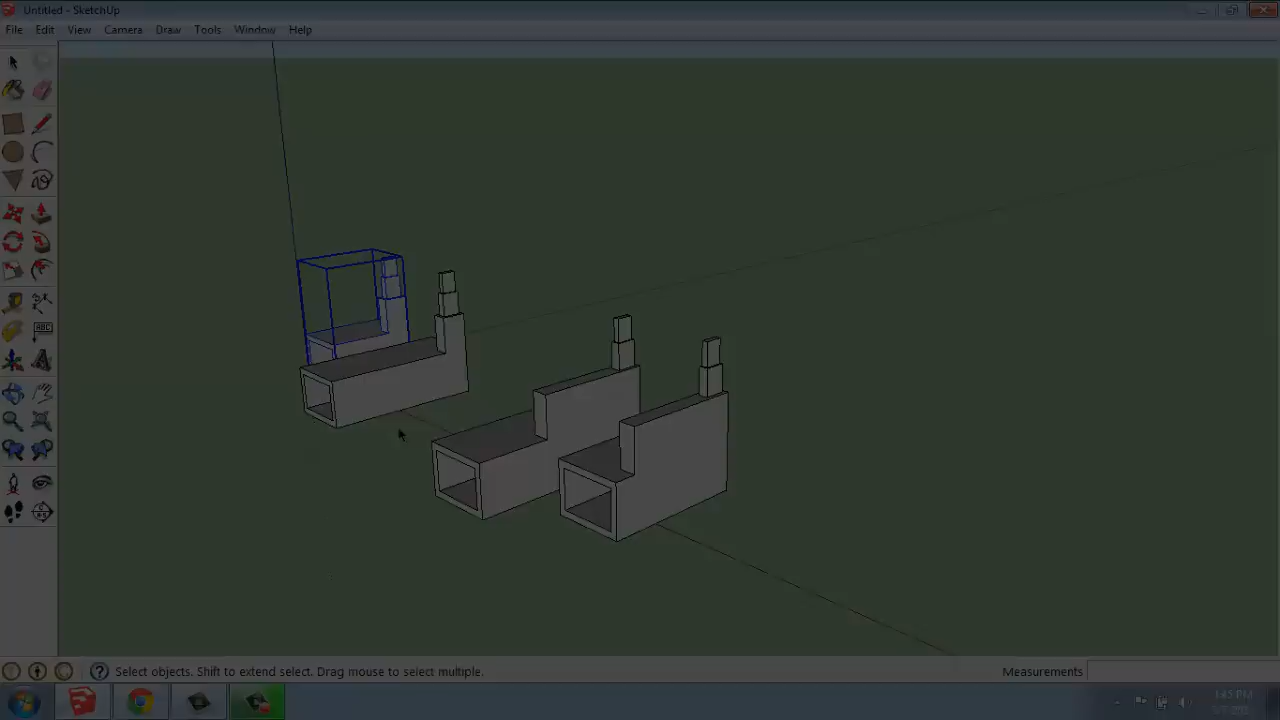 Untitled - SketchUp
File Edit View Camera Draw Tools Window Help
ABC
Select objects. Shift to extend select. Drag mouse to select multiple.
Measurements